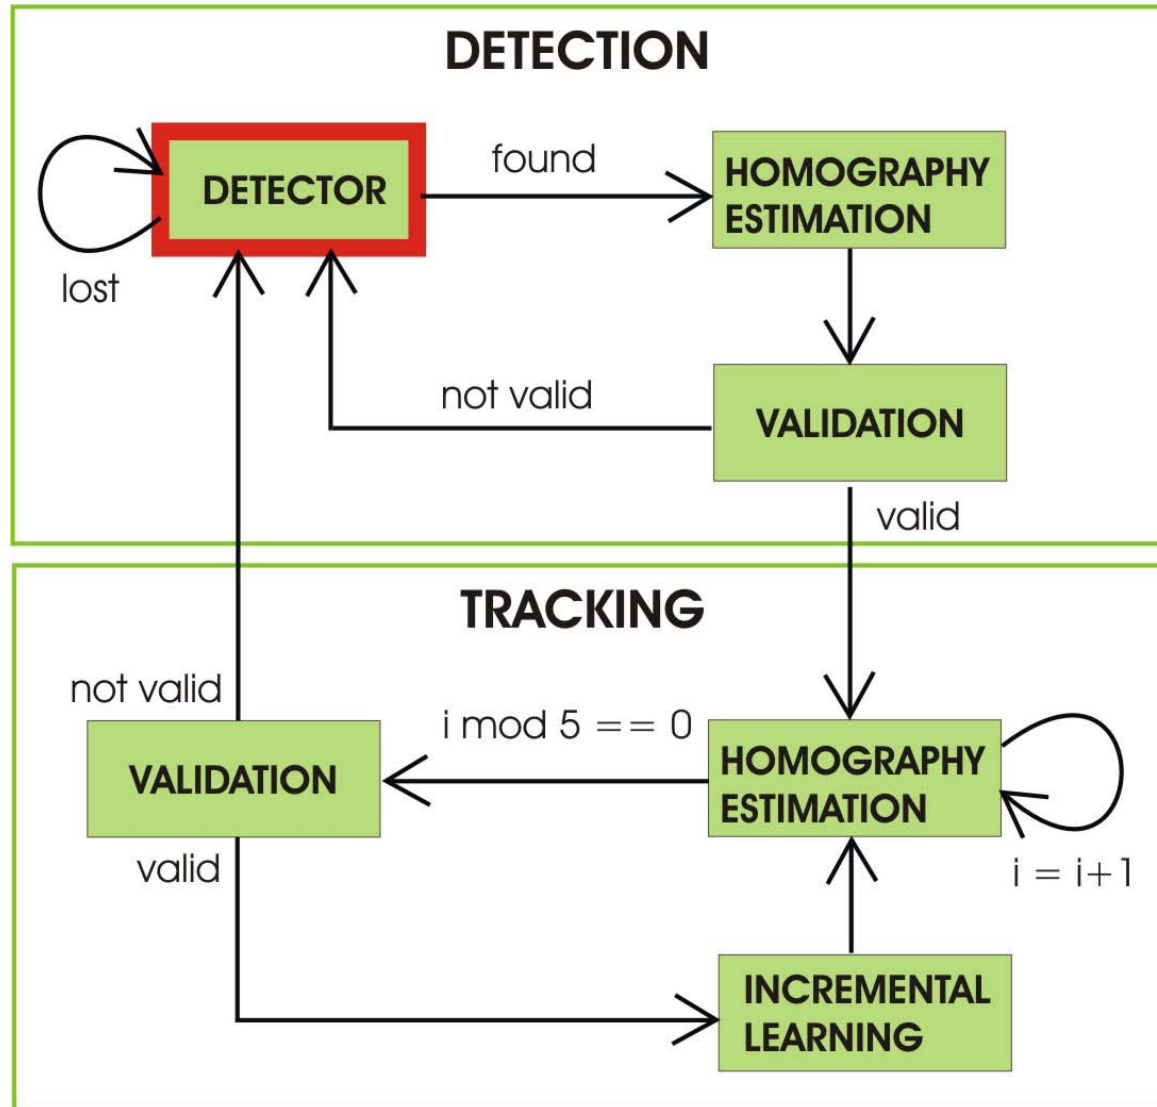 DETECTION
DETECTOR
found
HOMOGRAPHY
ESTIMATION
lost
not valid
VALIDATION
valid
TRACKING
not valid
i mod 5 == 0
VALIDATION
HOMOGRAPHY
ESTIMATION
valid
i = i+1
INCREMENTAL
LEARNING